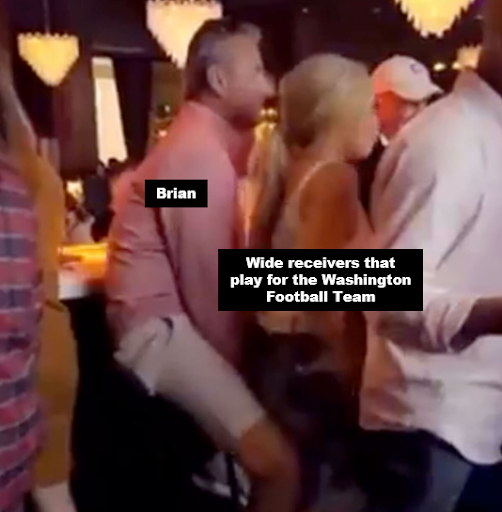 Brian
Wide receivers that
play for the Washington
Football Team